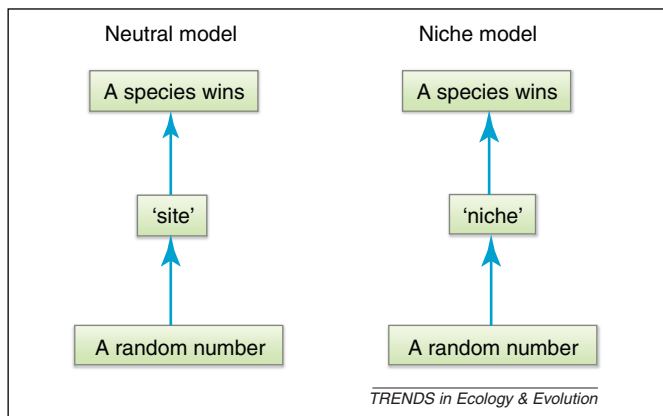 Neutral model
Niche model
A species wins
A species wins
‘site’
‘niche’
A random number
A random number
TRENDS in Ecology & Evolution